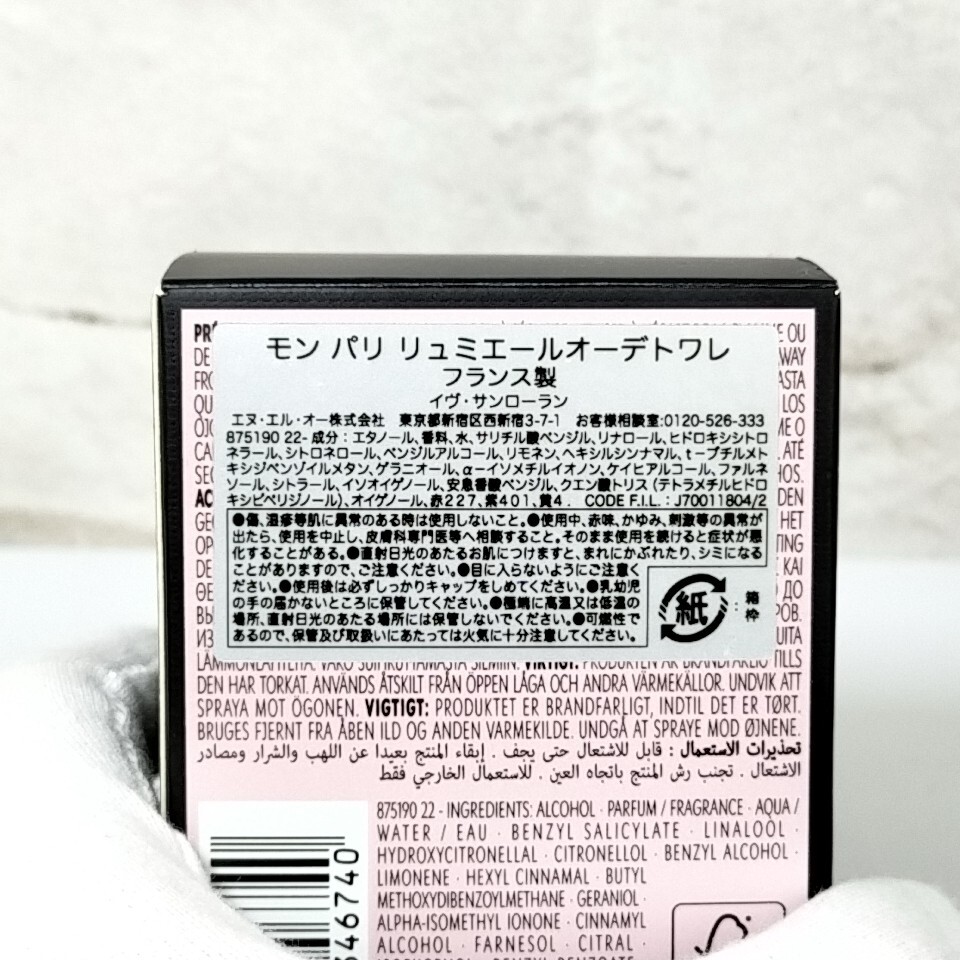 PRÉ
E OU
DE
AWAY
FRO
ASTA
QU
LOS
OJO
E O
CA
ATÉ
SEC
HOS.
モン パリ リュミエールオーデトワレ
フランス製
イヴ・サンローラン
エヌ・エル・オー株式会社 東京都新宿区西新宿3-7-1 お客様相談室:0120-526-333
875190 22- 成分：エタノール、香料、水、サリチル酸ベンジル、リナロール、ヒドロキシシトロ
ネラール、シトロネロール、ベンジルアルコール、リモネン、ヘキシルシンナマル、t-ブチルメト
キシジベンゾイルメタン、ゲラニオール、α-イソメチルイオノン、ケイヒアルコール、ファルネ
ソール、シトラール、イソオイゲノール、安息香酸ベンジル、クエン酸トリス（テトラメチルヒドロ
キシピペリジノール）、オイゲノール、赤227、紫401、黄4. CODE F.I.L. : J70011804/2
●傷、湿疹等肌に異常のある時は使用しないこと。●使用中、赤味、かゆみ、刺激等の異常が
出たら、使用を中止し、皮膚科専門医等へ相談すること。そのまま使用を続けると症状が悪
化することがある。●直射日光のあたるお肌につけますと、まれにかぶれたり、シミになる
ことがありますので、ご注意ください。●目に入らないようにご注意く
ださい。●使用後は必ずしっかりキャップをしめてください。●乳幼児
の手の届かないところに保管してください。●極端に高温又は低温の
場所、直射日光のあたる場所には保管しないでください。●可燃性で
あるので、保管及び取扱いにあたっては火気に十分注意してください。
紙 : 箱 枠
DEN
HET
TING
KAI
ДО
РОВ.
UITA
TILLS
DEN HAR TORKAT. ANVÄNDS ÅTSKILT FRÅN ÖPPEN LÅGA OCH ANDRA VÄRMEKÄLLOR. UNDVIK ATT
SPRAYA MOT ÖGONEN. VIGTIGT: PRODUKTET ER BRANDFARLIGT, INDTIL DET ER TØRT.
BRUGES FJERNT FRA ÅBEN ILD OG ANDEN VARMEKILDE. UNDGÅ AT SPRAYE MOD ØJNENE.
تحذيرات الاستعمال : قابل للاشتعال حتى يجف . إبقاء المنتج بعيدا عن اللهب والشرار ومصادر
الاشتعال . تجنب رش المنتج باتجاه العين . للاستعمال الخارجي فقط
875190 22 - INGREDIENTS: ALCOHOL · PARFUM / FRAGRANCE · AQUA /
WATER / EAU · BENZYL SALICYLATE · LINALOOL ·
HYDROXYCITRONELLAL · CITRONELLOL · BENZYL ALCOHOL ·
LIMONENE · HEXYL CINNAMAL · BUTYL
METHOXYDIBENZOYLMETHANE · GERANIOL ·
ALPHA-ISOMETHYL IONONE · CINNAMYL
ALCOHOL · FARNESOL · CITRAL ·
46740